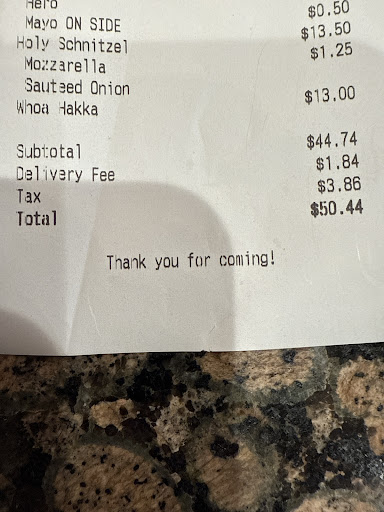 Hero
Mayo ON SIDE $0.50
Holy Schnitzel $13.50
Mozzarella $1.25
Sauteed Onion
Whoa Hakka $13.00
Subtotal $44.74
Delivery Fee $1.84
Tax $3.86
Total $50.44
Thank you for coming!